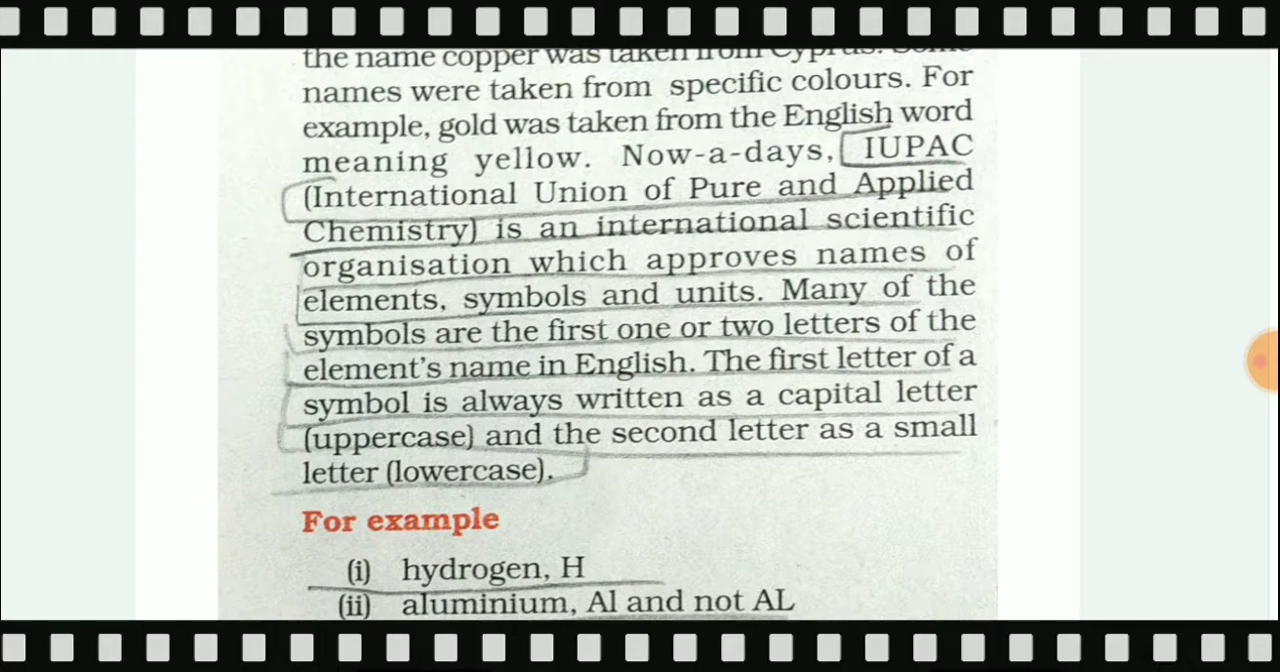 the name copper was taken from Cyprus. Some
names were taken from specific colours. For
example, gold was taken from the English word
meaning yellow. Now-a-days, IUPAC
(International Union of Pure and Applied
Chemistry) is an international scientific
organisation which approves names of
elements, symbols and units. Many of the
symbols are the first one or two letters of the
element's name in English. The first letter of a
symbol is always written as a capital letter
(uppercase) and the second letter as a small
letter (lowercase).
For example
(i) hydrogen, H
(ii) aluminium, Al and not AL